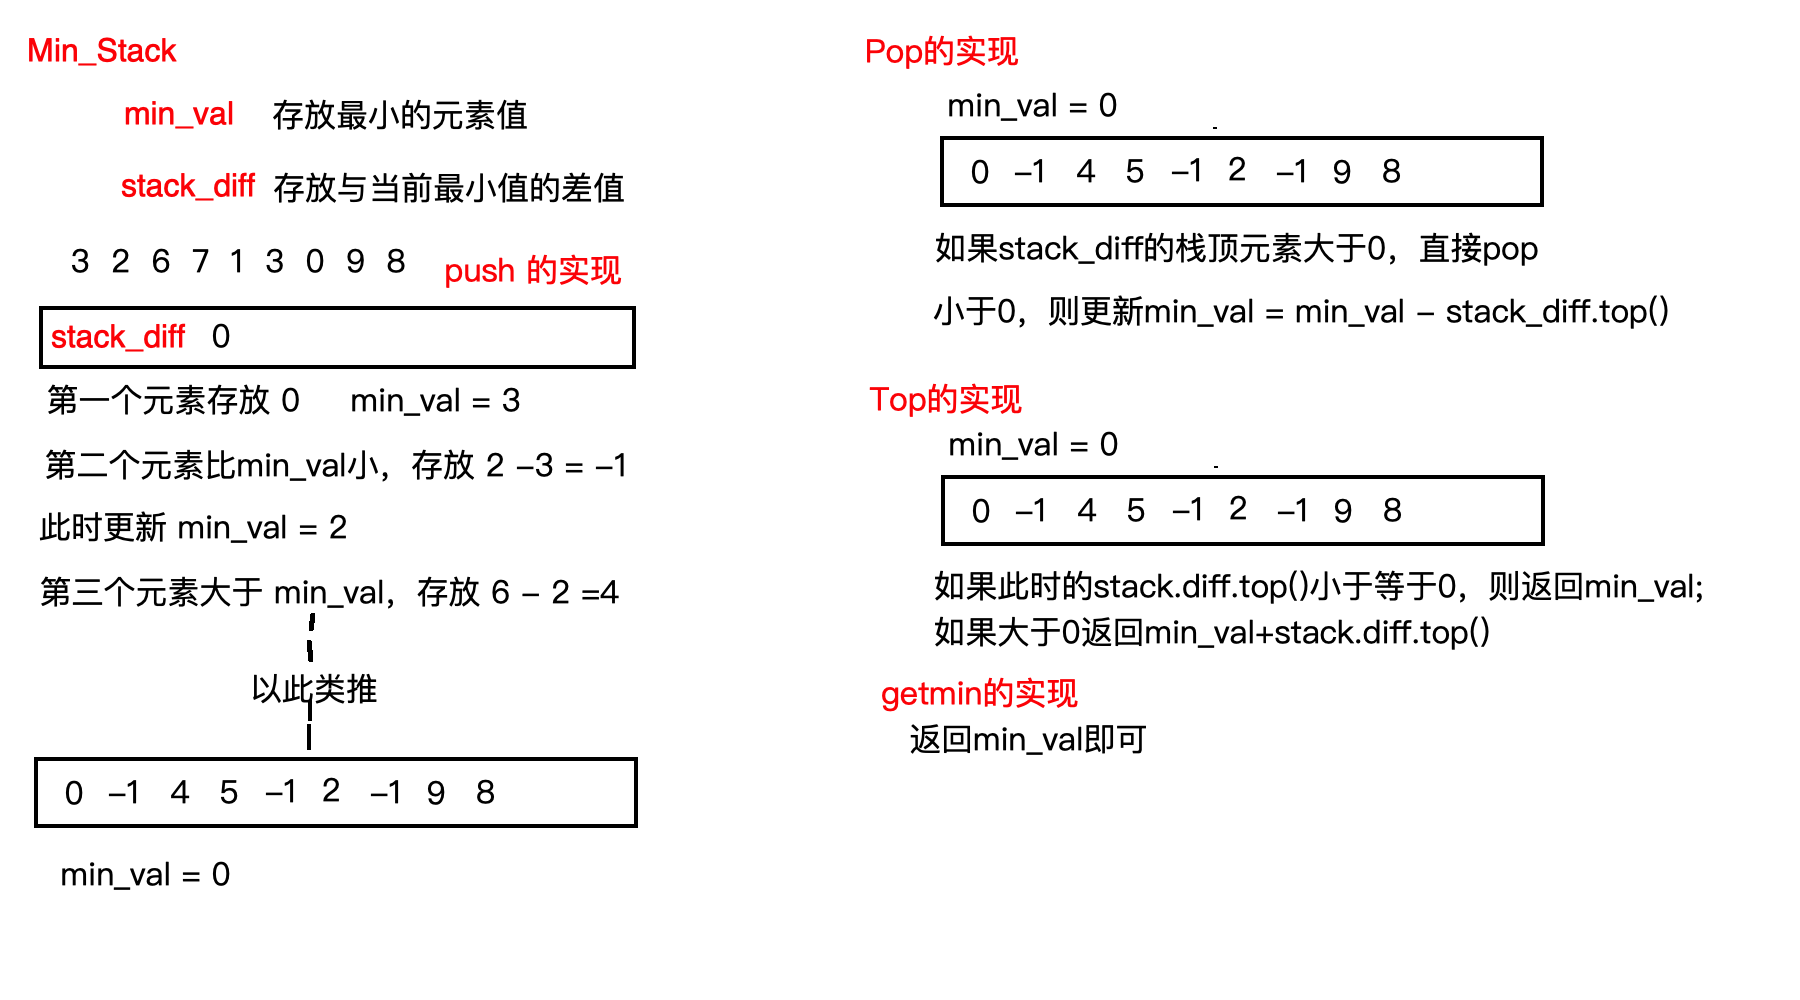 Min_Stack
min_val 存放最小的元素值
stack_diff 存放与当前最小值的差值
3 2 6 7 1 3 0 9 8 push 的实现
stack_diff 0
第一个元素存放 0 min_val = 3
第二个元素比min_val小，存放 2 -3 = -1
此时更新 min_val = 2
第三个元素大于 min_val，存放 6 - 2 =4
以此类推
0 -1 4 5 -1 2 -1 9 8
min_val = 0
Pop的实现
min_val = 0
0 -1 4 5 -1 2 -1 9 8
如果stack_diff的栈顶元素大于0，直接pop
小于0，则更新min_val = min_val - stack_diff.top()
Top的实现
min_val = 0
0 -1 4 5 -1 2 -1 9 8
如果此时的stack.diff.top()小于等于0，则返回min_val;
如果大于0返回min_val+stack.diff.top()
getmin的实现
返回min_val即可